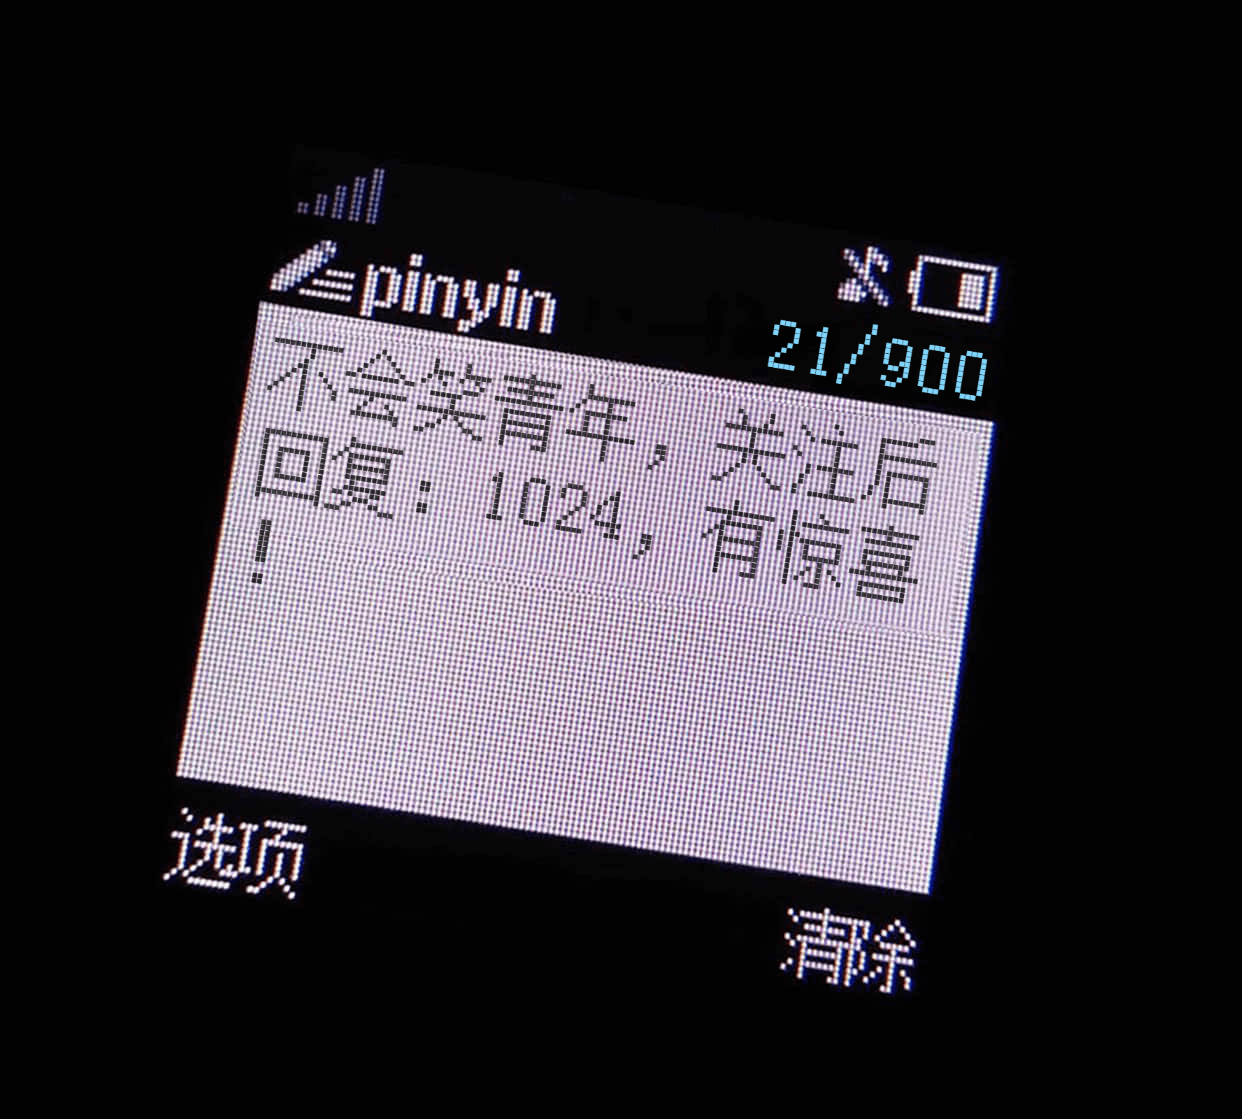 pinyin
21/900
不会笑青年，关注后
回复：1024，有惊喜
！
选项
清除